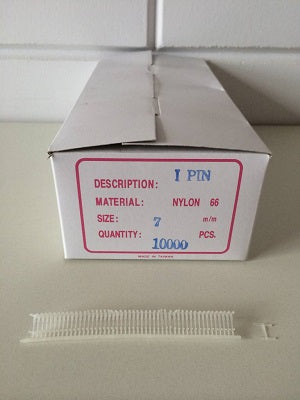 DESCRIPTION: I PIN
MATERIAL: NYLON 66
SIZE: 7 m/m
QUANTITY: 10000 PCS.
MADE IN TAIWAN